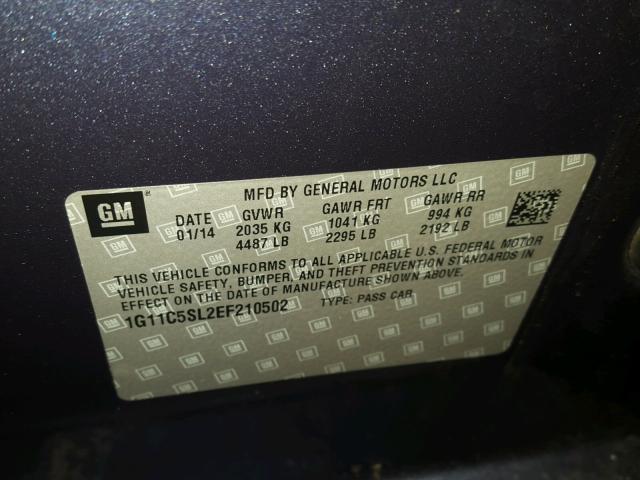 GM
MFD BY GENERAL MOTORS LLC
DATE GVWR GAWR FRT GAWR RR
01/14 2035 KG 1041 KG 994 KG
4487 LB 2295 LB 2192 LB
THIS VEHICLE CONFORMS TO ALL APPLICABLE U.S. FEDERAL MOTOR
VEHICLE SAFETY, BUMPER, AND THEFT PREVENTION STANDARDS IN
EFFECT ON THE DATE OF MANUFACTURE SHOWN ABOVE.
1G11C5SL2EF210502 TYPE: PASS CAR